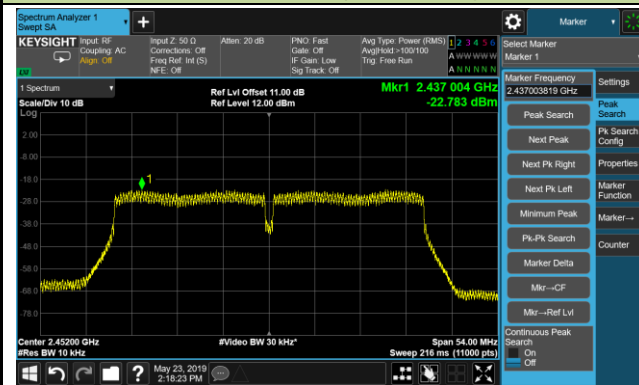 Spectrum Analyzer 1
Swept SA
+
Marker
KEYSIGHT
Input: RF
Coupling: AC
Align: Off
Input Z: 50 Ω
Corrections: Off
Freq Ref: Int (S)
NFE: Off
Atten: 20 dB
PNO: Fast
Gate: Off
IF Gain: Low
Sig Track: Off
Avg Type: Power (RMS)
Avg|Hold:>100/100
Trig: Free Run
1 2 3 4 5 6
A W W W W W
A N N N N N
Select Marker
Marker 1
1 Spectrum
Scale/Div 10 dB
Log
Ref Lvl Offset 11.00 dB
Ref Level 12.00 dBm
Mkr1 2.437 004 GHz
-22.783 dBm
2.00
-8.00
-18.0
-28.0
-38.0
-48.0
-58.0
-68.0
-78.0
1
Center 2.45200 GHz
#Res BW 10 kHz
#Video BW 30 kHz*
Span 54.00 MHz
Sweep 216 ms (11000 pts)
Marker Frequency
2.437003819 GHz
Peak Search
Next Peak
Next Pk Right
Next Pk Left
Minimum Peak
Pk-Pk Search
Marker Delta
Mkr→CF
Mkr→Ref Lvl
Continuous Peak
Search
On
Off
Settings
Peak
Search
Pk Search
Config
Properties
Marker
Function
Marker→
Counter
?
May 23, 2019
2:18:23 PM